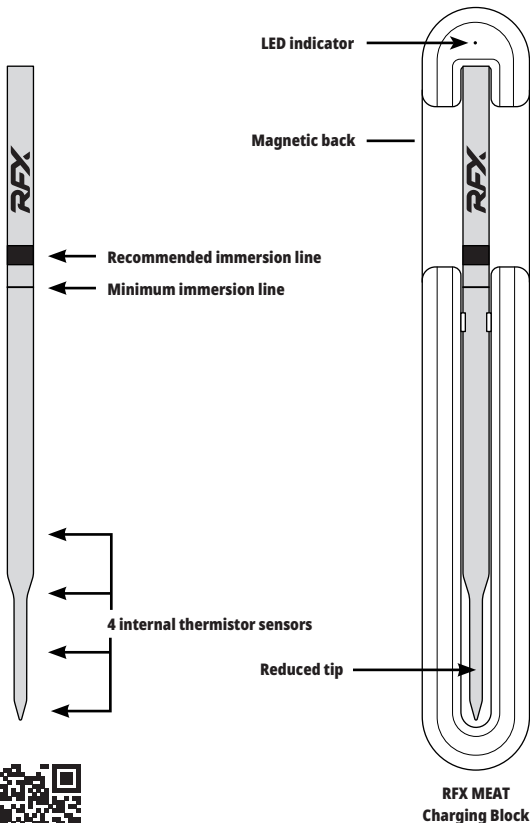 LED indicator
RFX
RFX
Magnetic back
Recommended immersion line
Minimum immersion line
4 internal thermistor sensors
Reduced tip
RFX MEAT
Charging Block